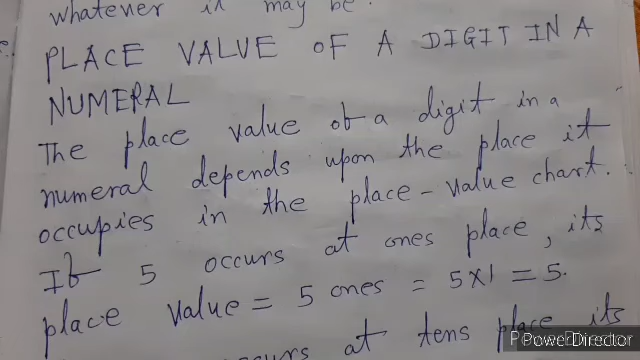 whatever it may be.
PLACE VALUE OF A DIGIT IN A
NUMERAL
The place value of a digit in a
numeral depends upon the place it
occupies in the place-value chart.
If 5 occurs at ones place, its
place value = 5 ones = 5×1 = 5.
occurs at tens place its
PowerDirector